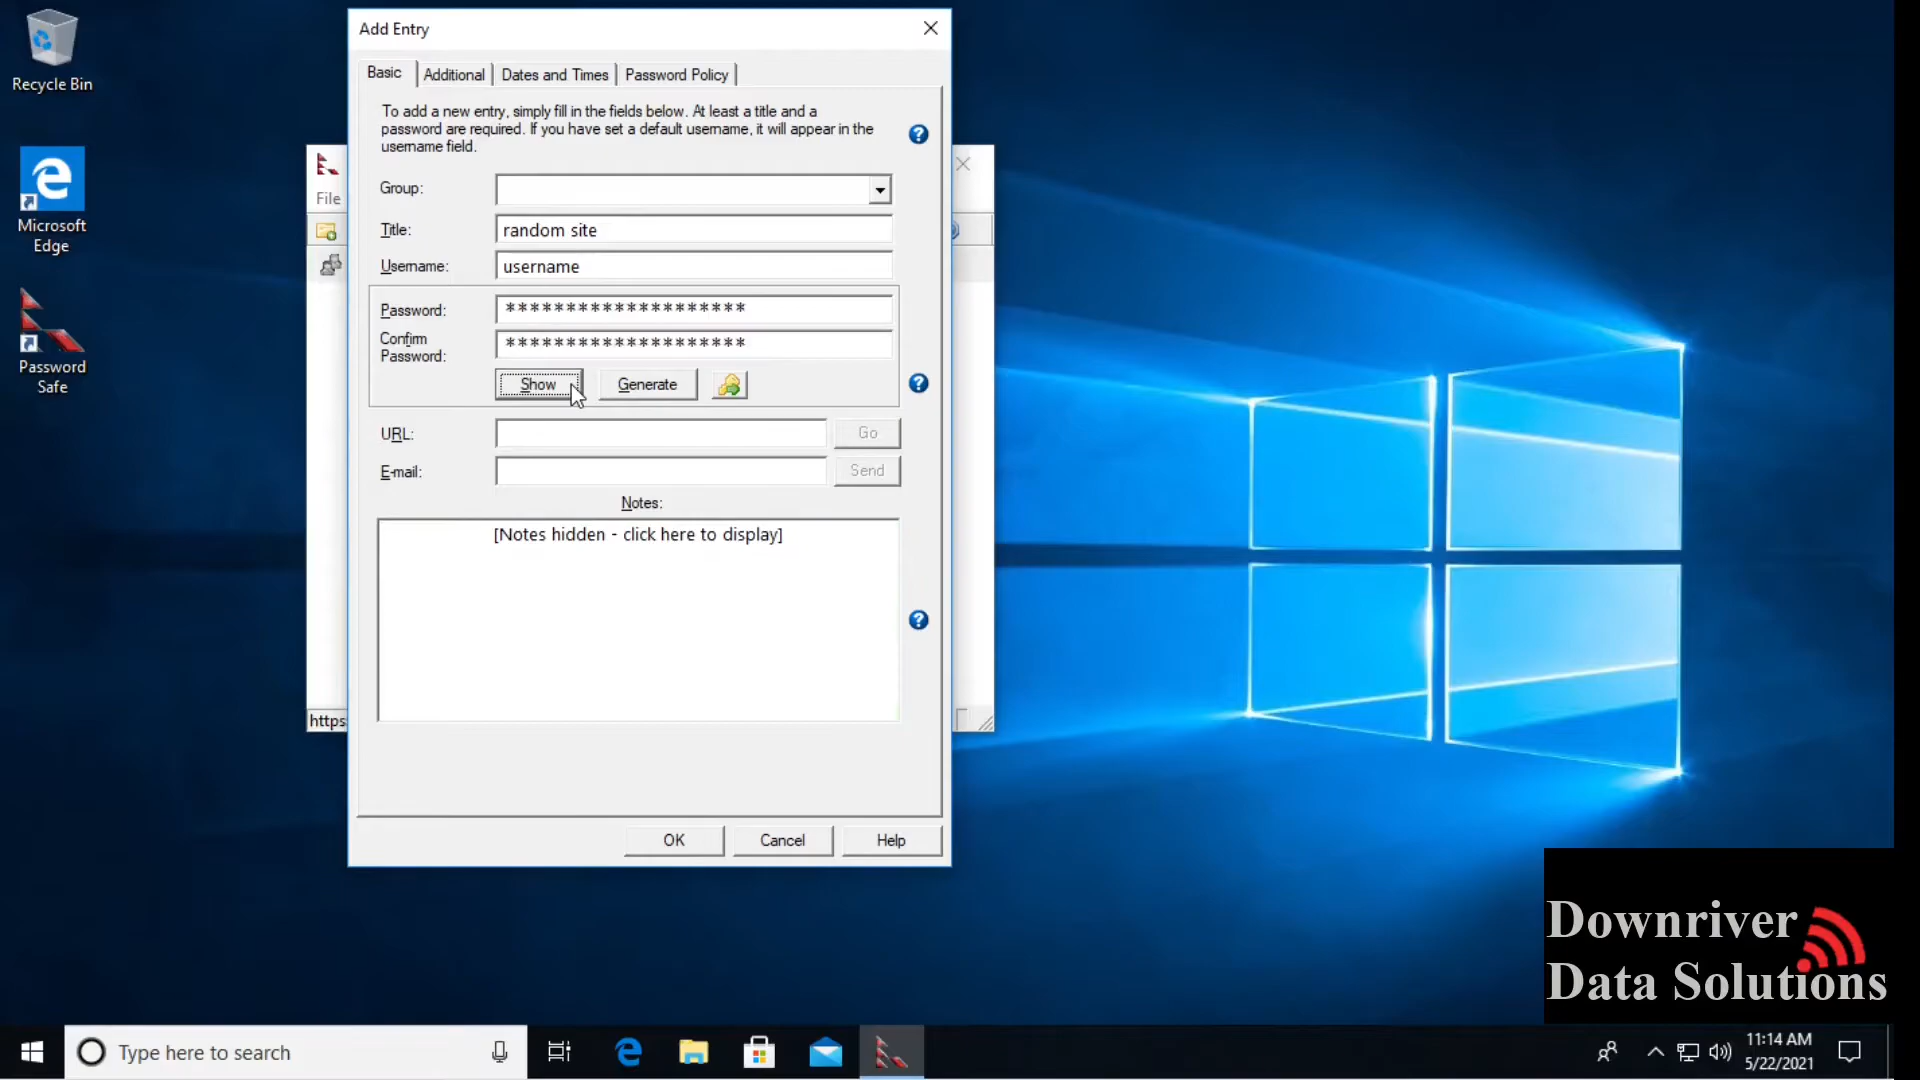 Recycle Bin
Microsoft
Edge
Password
Safe
File
https
Add Entry
Basic
Additional
Dates and Times
Password Policy
To add a new entry, simply fill in the fields below. At least a title and a
password are required. If you have set a default username, it will appear in the
username field.
Group:
Title:
random site
Username:
username
Password:
********************
Confirm
Password:
********************
Show
Generate
URL:
Go
E-mail:
Send
Notes:
[Notes hidden - click here to display]
OK
Cancel
Help
Downriver
Data Solutions
Type here to search
11:14 AM
5/22/2021